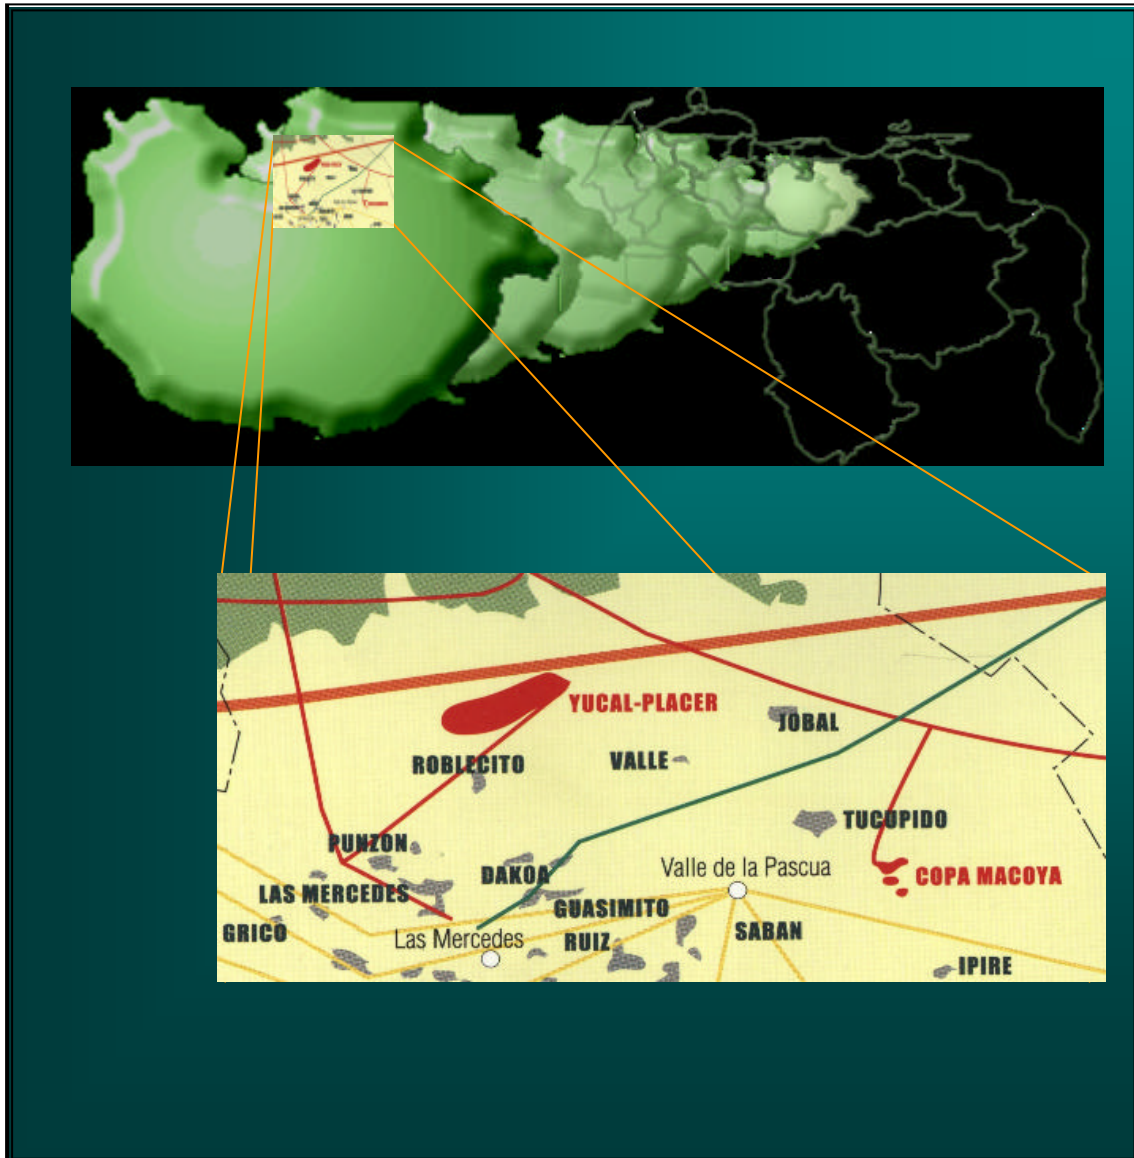 YUCAL-PLACER
JOBAL
ROBLECITO
VALLE
TUCUPIDO
PUNZON
Valle de la Pascua
DAKOA
COPA MACOYA
LAS MERCEDES
GUASIMITO
GRICO
Las Mercedes
RUIZ
SABAN
IPIRE